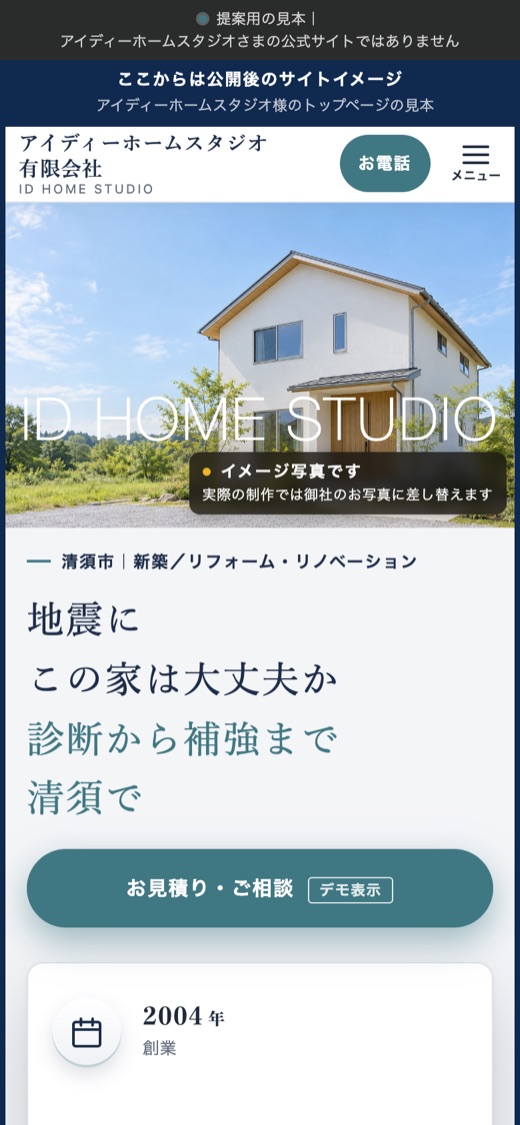 提案用の見本 |
アイディーホームスタジオさまの公式サイトではありません
ここからは公開後のサイトイメージ
アイディーホームスタジオ様のトップページの見本
アイディーホームスタジオ
有限会社
ID HOME STUDIO
お電話
メニュー
ID HOME STUDIO
イメージ写真です
実際の制作では御社のお写真に差し替えます
清須市｜新築／リフォーム・リノベーション
地震に
この家は大丈夫か
診断から補強まで
清須で
お見積り・ご相談 デモ表示
2004 年
創業